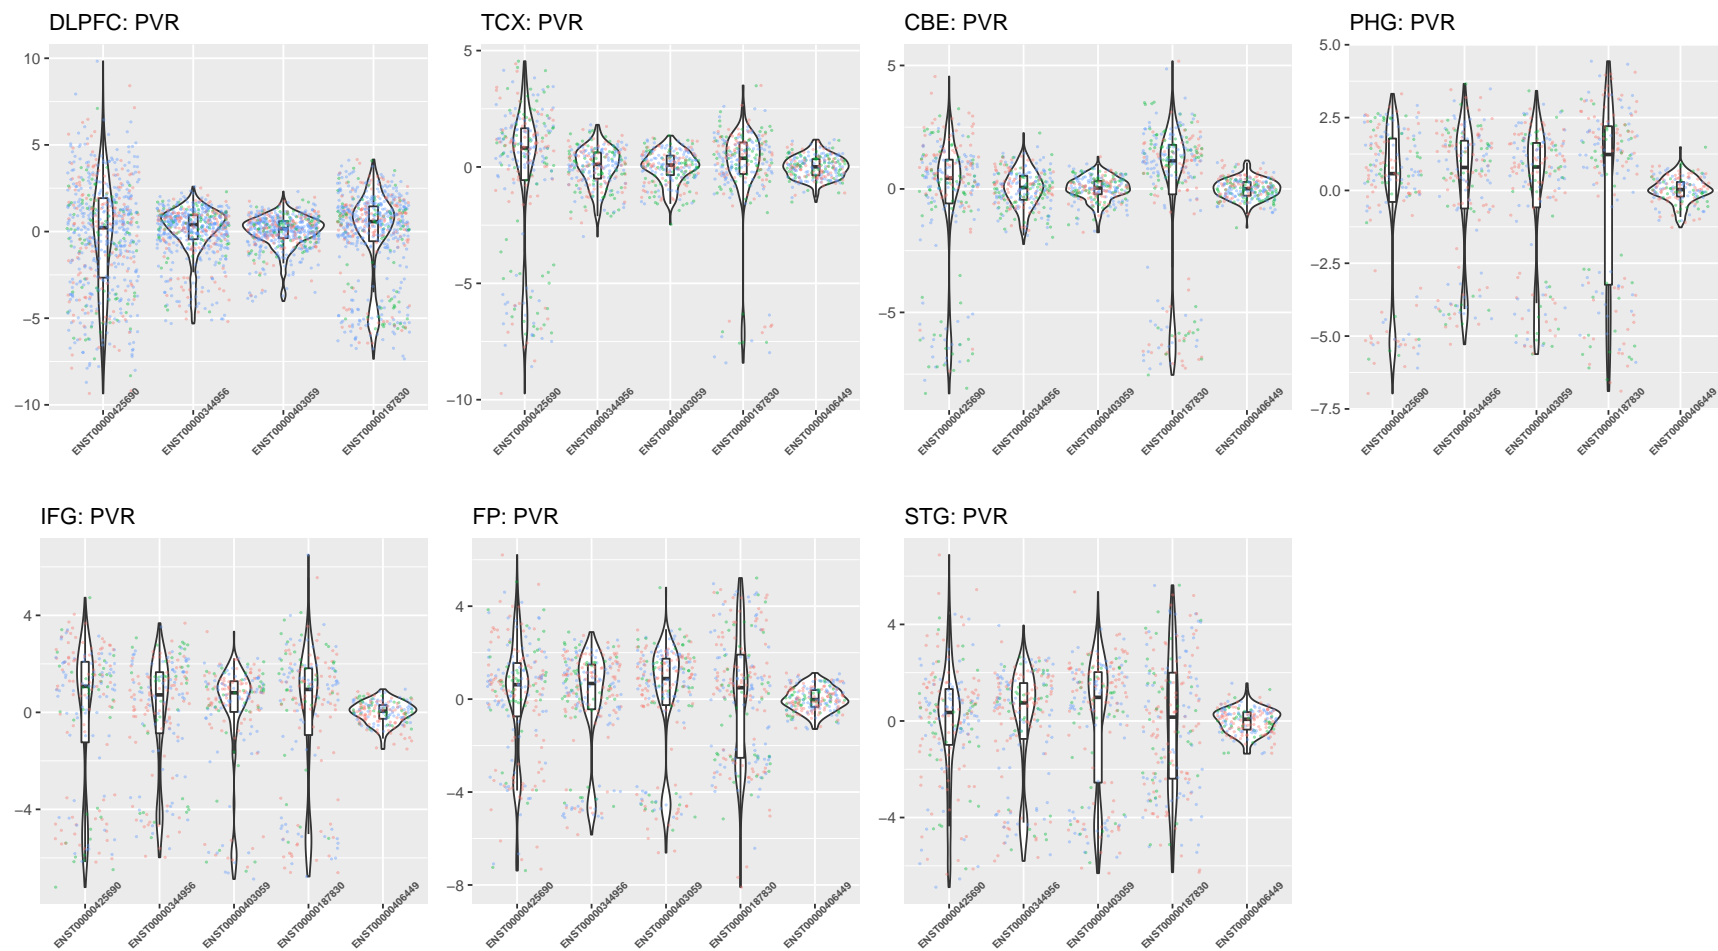 DLPFC: PVR
TCX: PVR
CBE: PVR
PHG: PVR
10
5
0
−5
−10
ENST00000425690
ENST00000344956
ENST00000403059
ENST00000187830
5
0
−5
−10
ENST00000425690
ENST00000344956
ENST00000403059
ENST00000187830
ENST00000406449
5
0
−5
ENST00000425690
ENST00000344956
ENST00000403059
ENST00000187830
ENST00000406449
5.0
2.5
0.0
−2.5
−5.0
−7.5
ENST00000425690
ENST00000344956
ENST00000403059
ENST00000187830
ENST00000406449
IFG: PVR
FP: PVR
STG: PVR
4
0
−4
ENST00000425690
ENST00000344956
ENST00000403059
ENST00000187830
ENST00000406449
4
0
−4
−8
ENST00000425690
ENST00000344956
ENST00000403059
ENST00000187830
ENST00000406449
4
0
−4
ENST00000425690
ENST00000344956
ENST00000403059
ENST00000187830
ENST00000406449